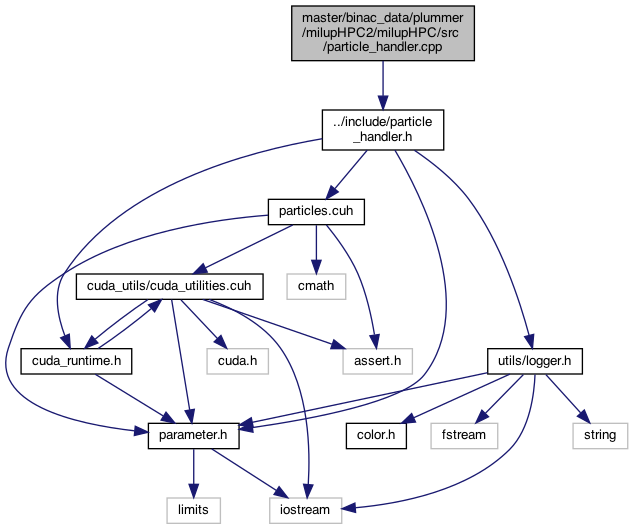 master/binac_data/plummer
/milupHPC2/milupHPC/src
/particle_handler.cpp
../include/particle
_handler.h
particles.cuh
cuda_utils/cuda_utilities.cuh
cmath
cuda_runtime.h
cuda.h
assert.h
utils/logger.h
parameter.h
color.h
fstream
string
limits
iostream